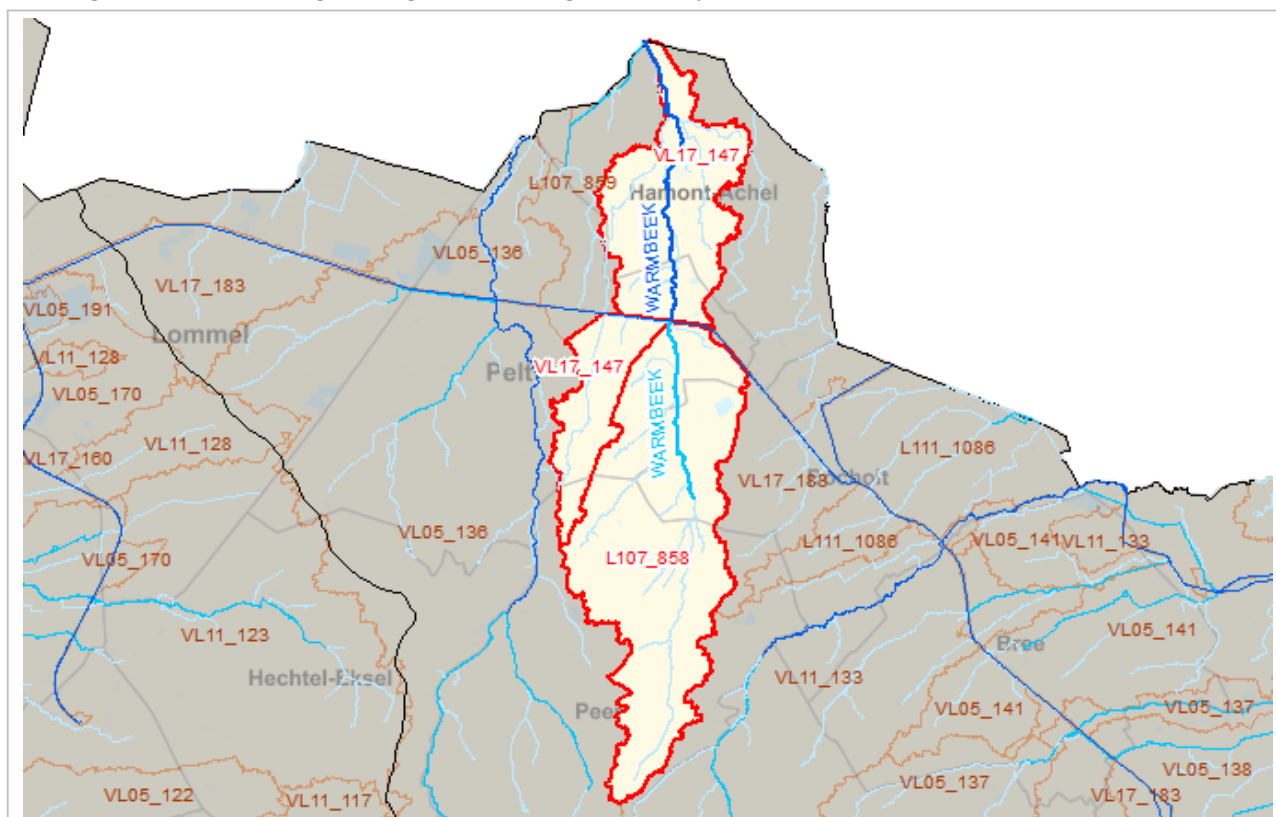 VL17_147
L107_859
Hamont-Achel
VL05_136
WARMBEEK
VL17_183
VL05_191
Lommel
VL11_128
VL17_147
Pelt
VL05_170
WARMBEEK
VL11_128
L111_1086
VL17_160
VL17_183
VL05_136
L111_1086
VL05_141
VL11_133
VL05_170
L107_858
VL11_123
VL05_141
Bree
Hechtel-Eksel
VL11_133
Peer
VL05_141
VL05_137
VL05_138
VL05_137
VL05_122
VL11_117
VL17_183